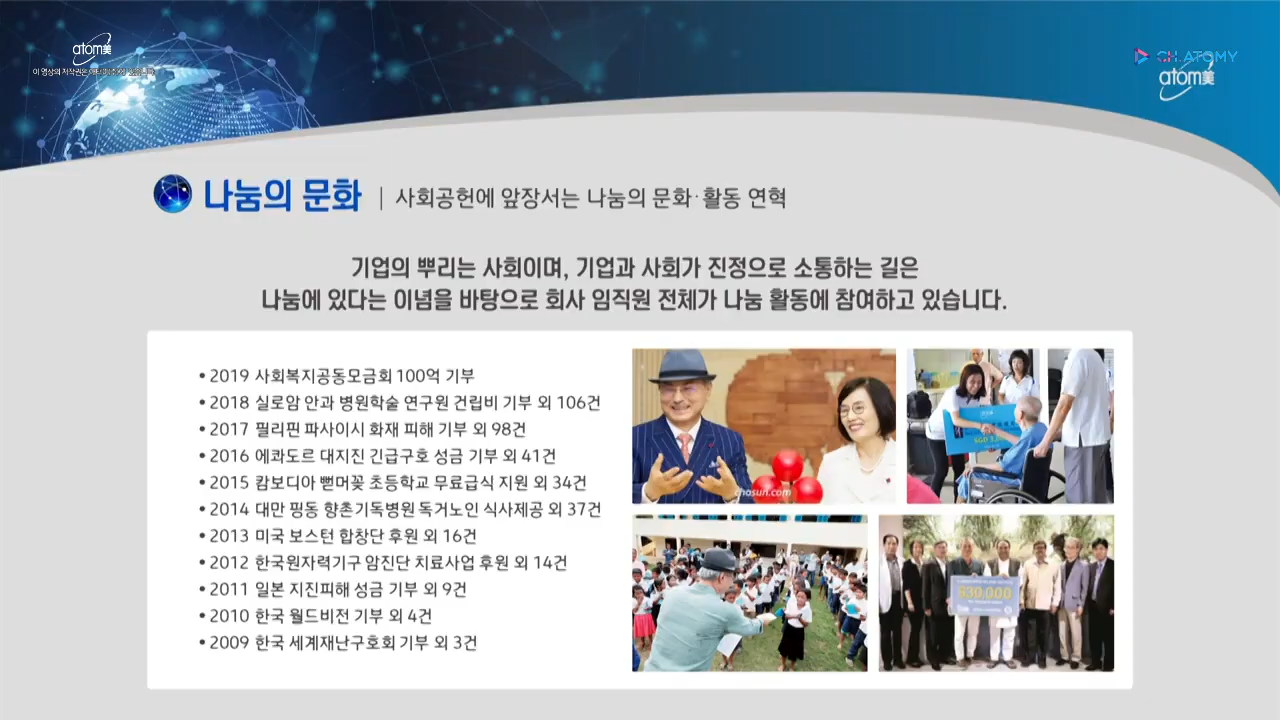 atom美
이 영상의 저작권은
CH.ATOMY
atom美
나눔의 문화 | 사회공헌에 앞장서는 나눔의 문화·활동 연혁
기업의 뿌리는 사회이며, 기업과 사회가 진정으로 소통하는 길은
나눔에 있다는 이념을 바탕으로 회사 임직원 전체가 나눔 활동에 참여하고 있습니다.
• 2019 사회복지공동모금회 100억 기부
• 2018 실로암 안과 병원학술 연구원 건립비 기부 외 106건
• 2017 필리핀 파사이시 화재 피해 기부 외 98건
• 2016 에콰도르 대지진 긴급구호 성금 기부 외 41건
• 2015 캄보디아 뻗머꽂 초등학교 무료급식 지원 외 34건
• 2014 대만 핑동 향촌기독병원 독거노인 식사제공 외 37건
• 2013 미국 보스턴 합창단 후원 외 16건
• 2012 한국원자력기구 암진단 치료사업 후원 외 14건
• 2011 일본 지진피해 성금 기부 외 9건
• 2010 한국 월드비전 기부 외 4건
• 2009 한국 세계재난구호회 기부 외 3건
chosun.com
$30,000